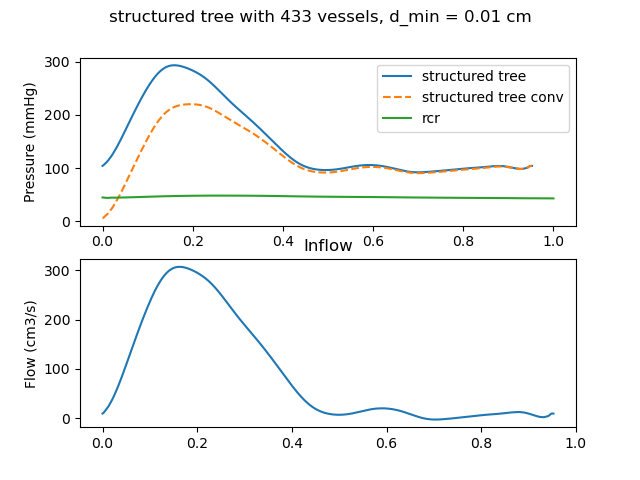 structured tree with 433 vessels, d_min = 0.01 cm
300
200
100
0
Pressure (mmHg)
structured tree
structured tree conv
rcr
0.0 0.2 0.4 0.6 0.8 1.0
Inflow
300
200
100
0
Flow (cm3/s)
0.0 0.2 0.4 0.6 0.8 1.0